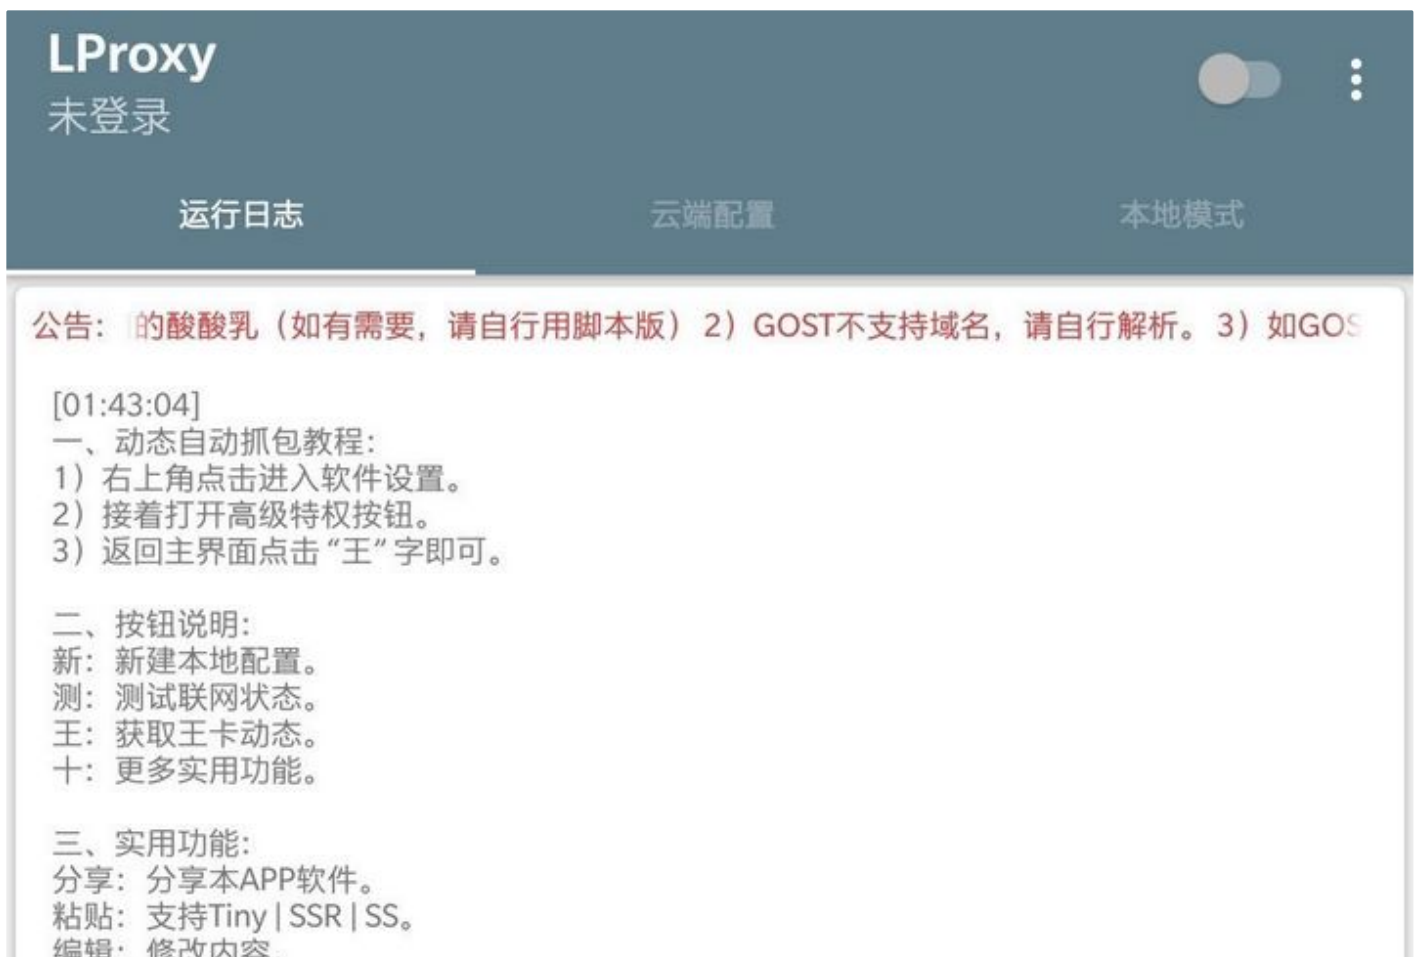 LProxy
未登录
运行日志
云端配置
本地模式
公告： 的酸酸乳（如有需要，请自行用脚本版）2）GOST不支持域名，请自行解析。3）如GOS
[01:43:04]
一、动态自动抓包教程：
1）右上角点击进入软件设置。
2）接着打开高级特权按钮。
3）返回主界面点击“王”字即可。
二、按钮说明：
新：新建本地配置。
测：测试联网状态。
王：获取王卡动态。
十：更多实用功能。
三、实用功能：
分享：分享本APP软件。
粘贴：支持Tiny|SSR|SS。
编辑：修改内容。